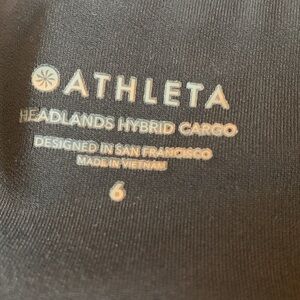 ATHLETA
HEADLANDS HYBRID CARGO
DESIGNED IN SAN FRANCISCO
MADE IN VIETNAM
6